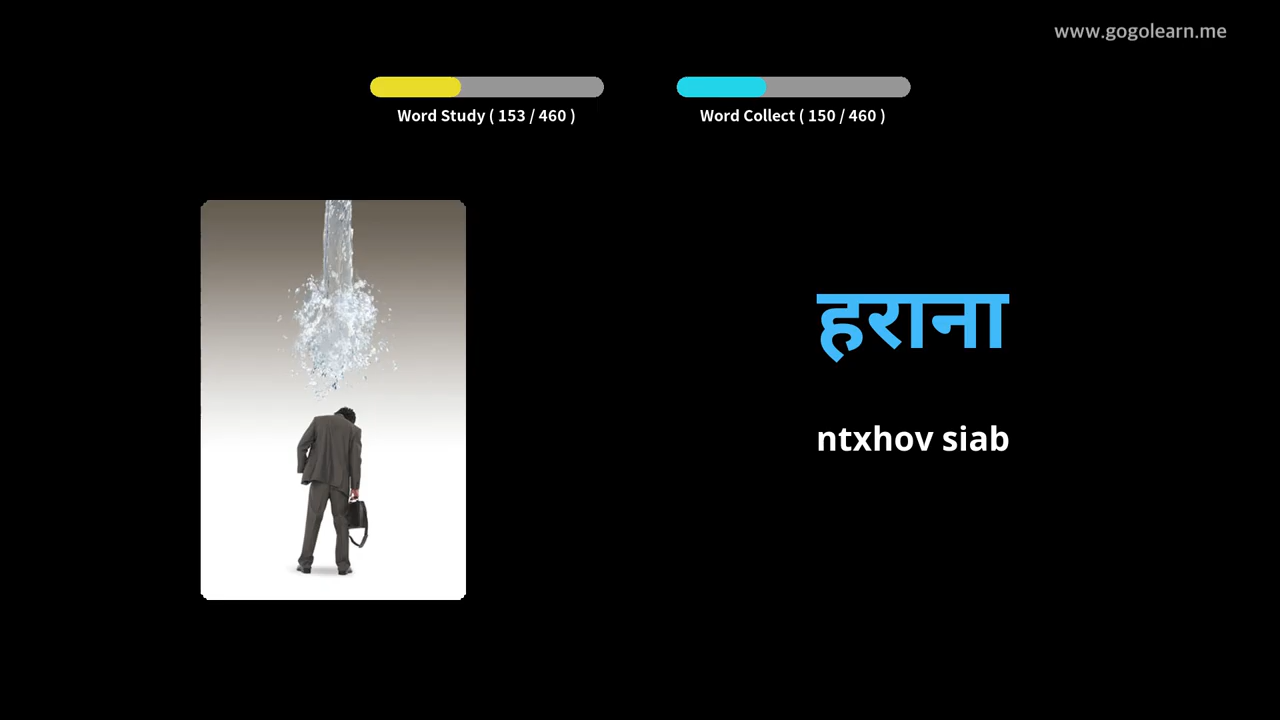 www.gogolearn.me
Word Study ( 153 / 460 )
Word Collect ( 150 / 460 )
हराना
ntxhov siab